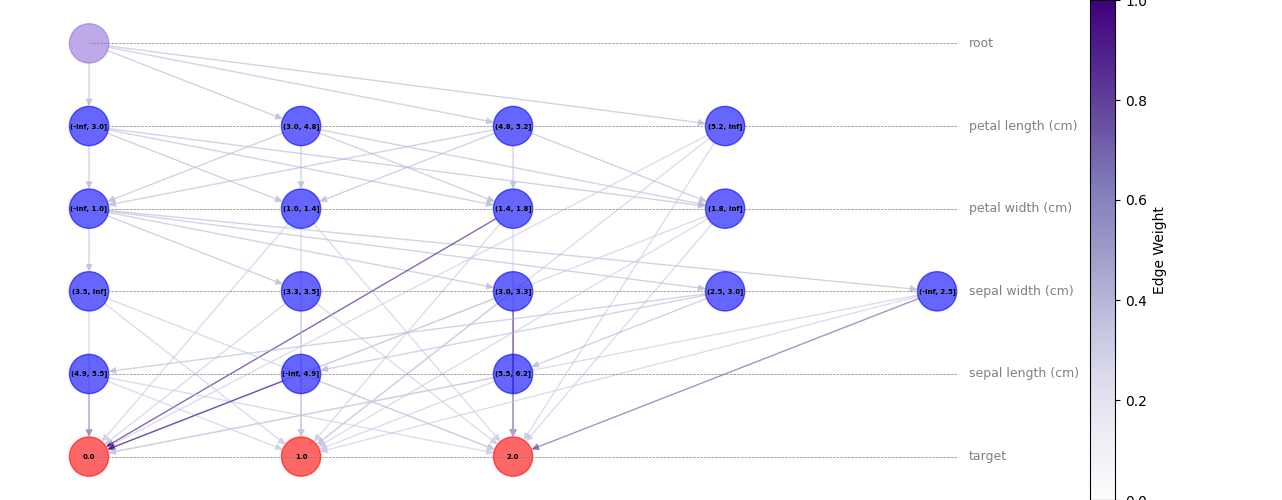 1.0
root
(-inf, 3.0] (3.0, 4.8] (4.8, 5.2] (5.2, inf] petal length (cm)
0.8
(-inf, 1.0] (1.0, 1.4] (1.4, 1.8] (1.8, inf] petal width (cm)
0.6
Edge Weight
(3.5, inf] (3.3, 3.5] (3.0, 3.3] (2.5, 3.0] (-inf, 2.5] sepal width (cm)
0.4
(4.9, 5.5] (-inf, 4.9] (5.5, 6.2] sepal length (cm)
0.2
0.0 1.0 2.0 target
0.0